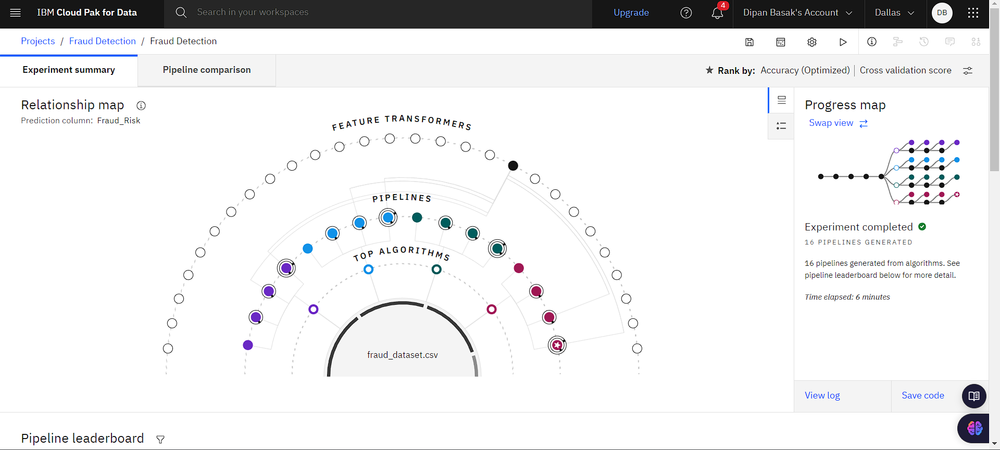 IBM Cloud Pak for Data
Search in your workspaces
Upgrade
4
Dipan Basak's Account
Dallas
DB
Projects / Fraud Detection / Fraud Detection
Experiment summary
Pipeline comparison
Rank by: Accuracy (Optimized) | Cross validation score
Relationship map
Prediction column: Fraud_Risk
FEATURE TRANSFORMERS
PIPELINES
TOP ALGORITHMS
fraud_dataset.csv
Progress map
Swap view
Experiment completed
16 PIPELINES GENERATED
16 pipelines generated from algorithms. See
pipeline leaderboard below for more detail.
Time elapsed: 6 minutes
View log
Save code
Pipeline leaderboard